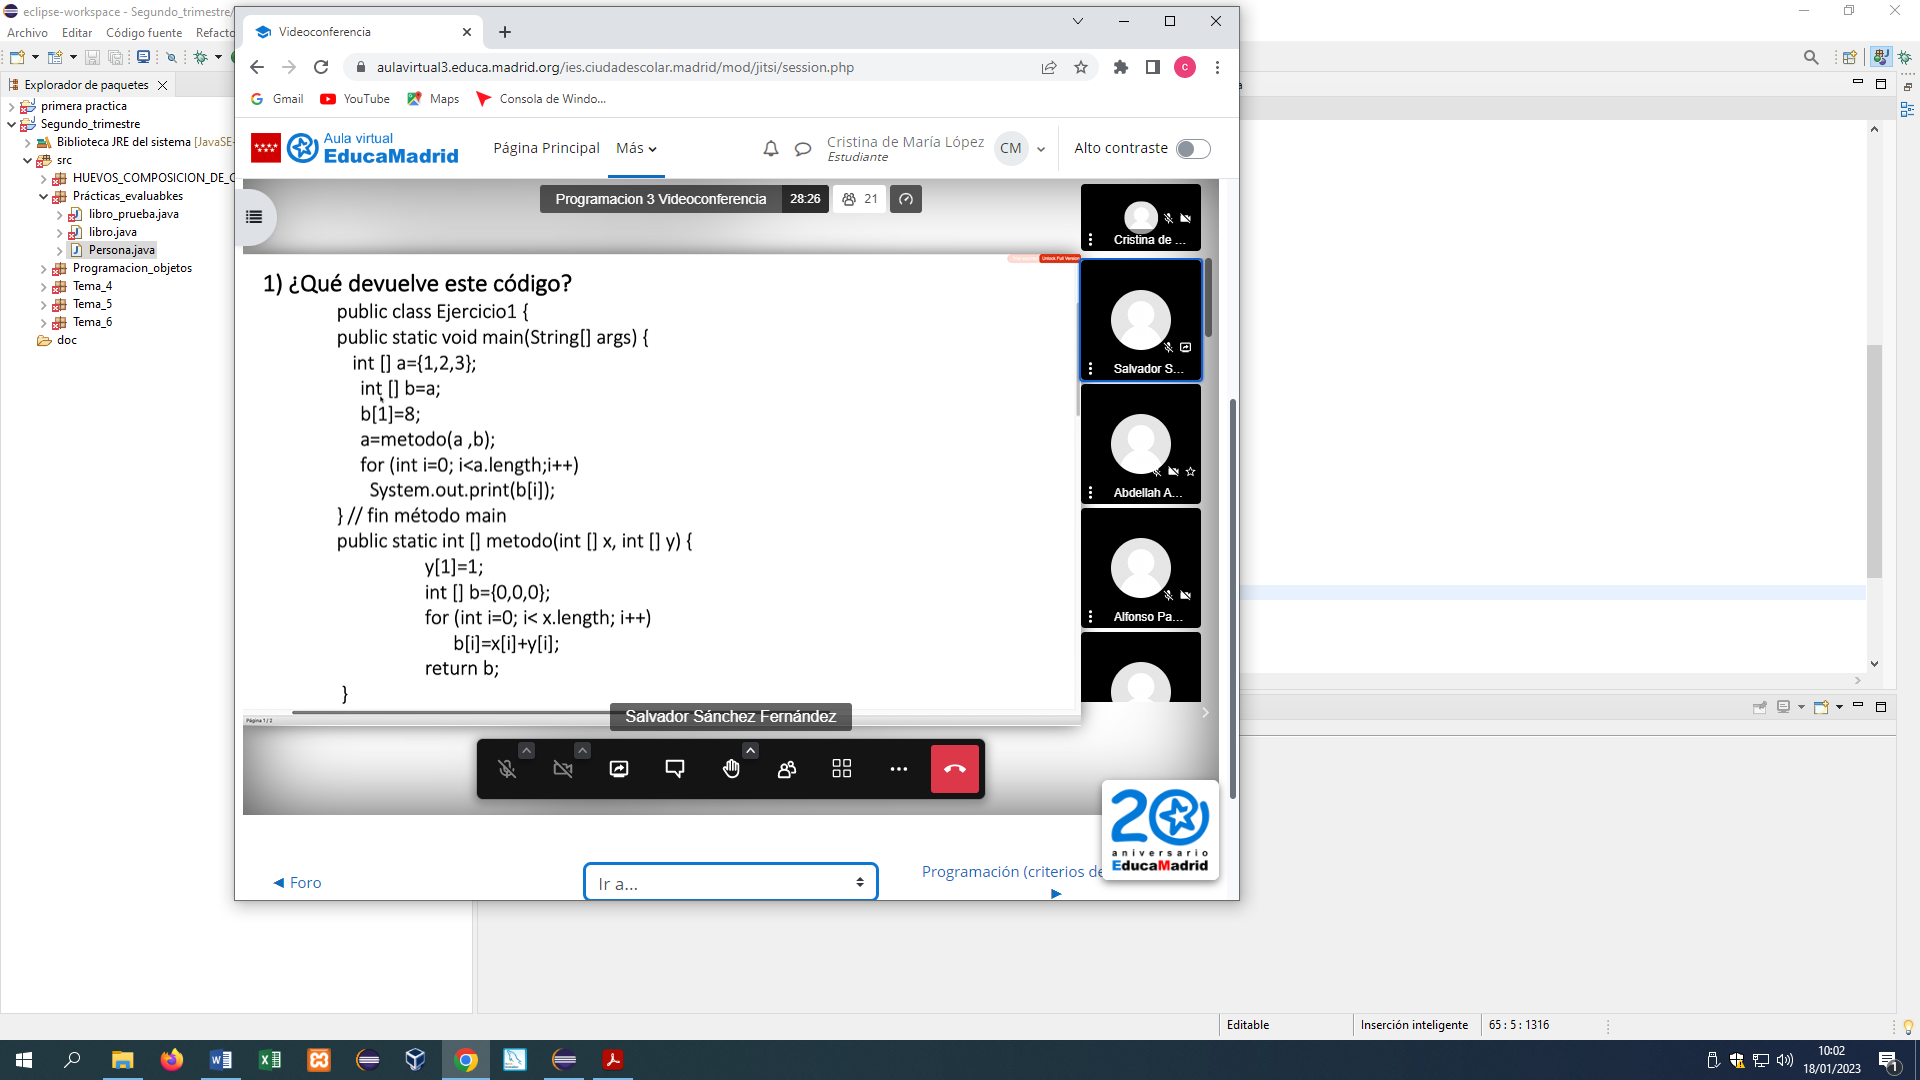 eclipse-workspace - Segundo_trimestre/
Archivo Editar Código fuente Refacto
Explorador de paquetes
primera practica
Segundo_trimestre
Biblioteca JRE del sistema [JavaSE-
src
HUEVOS_COMPOSICION_DE_C
Prácticas_evaluabkes
libro_prueba.java
libro.java
Persona.java
Programacion_objetos
Tema_4
Tema_5
Tema_6
doc
Videoconferencia
aulavirtual3.educa.madrid.org/ies.ciudadescolar.madrid/mod/jitsi/session.php
c
Gmail YouTube Maps Consola de Windo...
Aula virtual
EducaMadrid
Página Principal Más
Cristina de María López
Estudiante
CM
Alto contraste
Programacion 3 Videoconferencia 28:26 21
Unlock Full Version
1) ¿Qué devuelve este código?
public class Ejercicio1 {
public static void main(String[] args) {
int [] a={1,2,3};
int [] b=a;
b[1]=8;
a=metodo(a ,b);
for (int i=0; i<a.length;i++)
System.out.print(b[i]);
} // fin método main
public static int [] metodo(int [] x, int [] y) {
y[1]=1;
int [] b={0,0,0};
for (int i=0; i< x.length; i++)
b[i]=x[i]+y[i];
return b;
}
Página 1 / 2
Salvador Sánchez Fernández
Cristina de ...
Salvador S...
Abdellah A...
Alfonso Pa...
20
aniversario
EducaMadrid
◄ Foro
Ir a...
Programación (criterios de
►
Editable Inserción inteligente 65 : 5 : 1316
10:02
18/01/2023
1